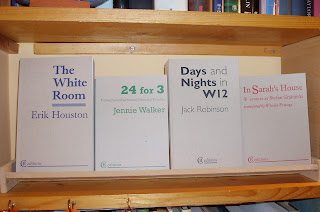 The
White
Room
Erik Houston
24 for 3
Jennie Walker
Days and
Nights in
W12
Jack Robinson
In Sarah's House